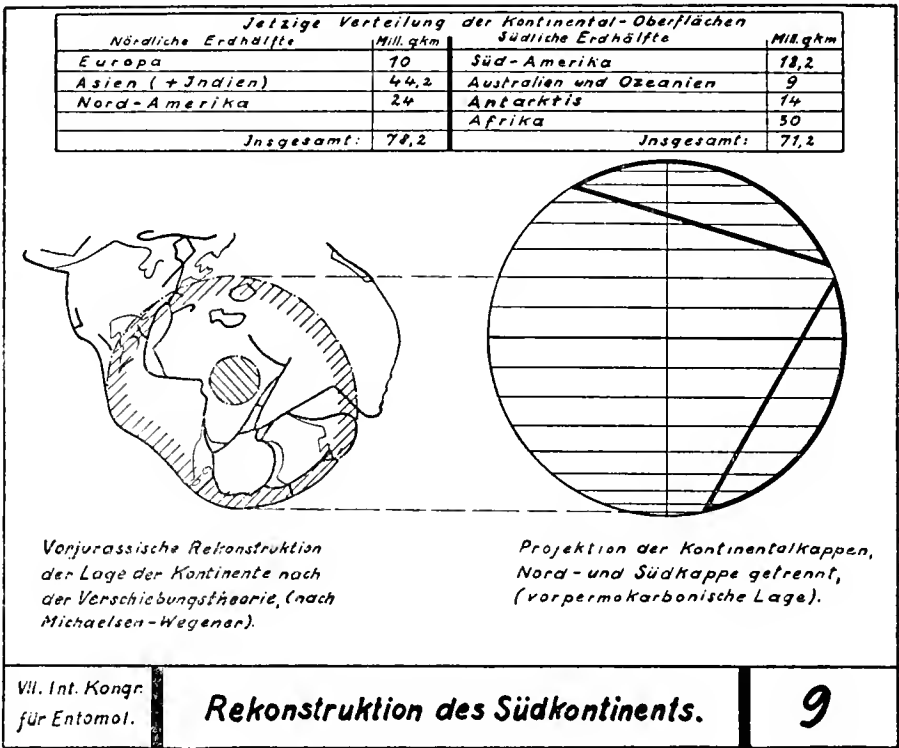 Jetzige Verteilung der Kontinental-Oberflächen
Nördliche Erdhälfte Mill. qkm Südliche Erdhälfte Mill. qkm
Europa 10 Süd-Amerika 18,2
Asien (+Indien) 44,2 Australien und Ozeanien 9
Nord-Amerika 24 Antarktis 14
Afrika 30
Insgesamt: 78,2 Insgesamt: 71,2
Vorjurassische Rekonstruktion
der Lage der Kontinente nach
der Verschiebungstheorie, (nach
Michaelsen-Wegener).
Projektion der Kontinentalkappen,
Nord- und Südkappe getrennt,
(vorpermokarbonische Lage).
VII. Int. Kongr.
für Entomol.
Rekonstruktion des Südkontinents.
9